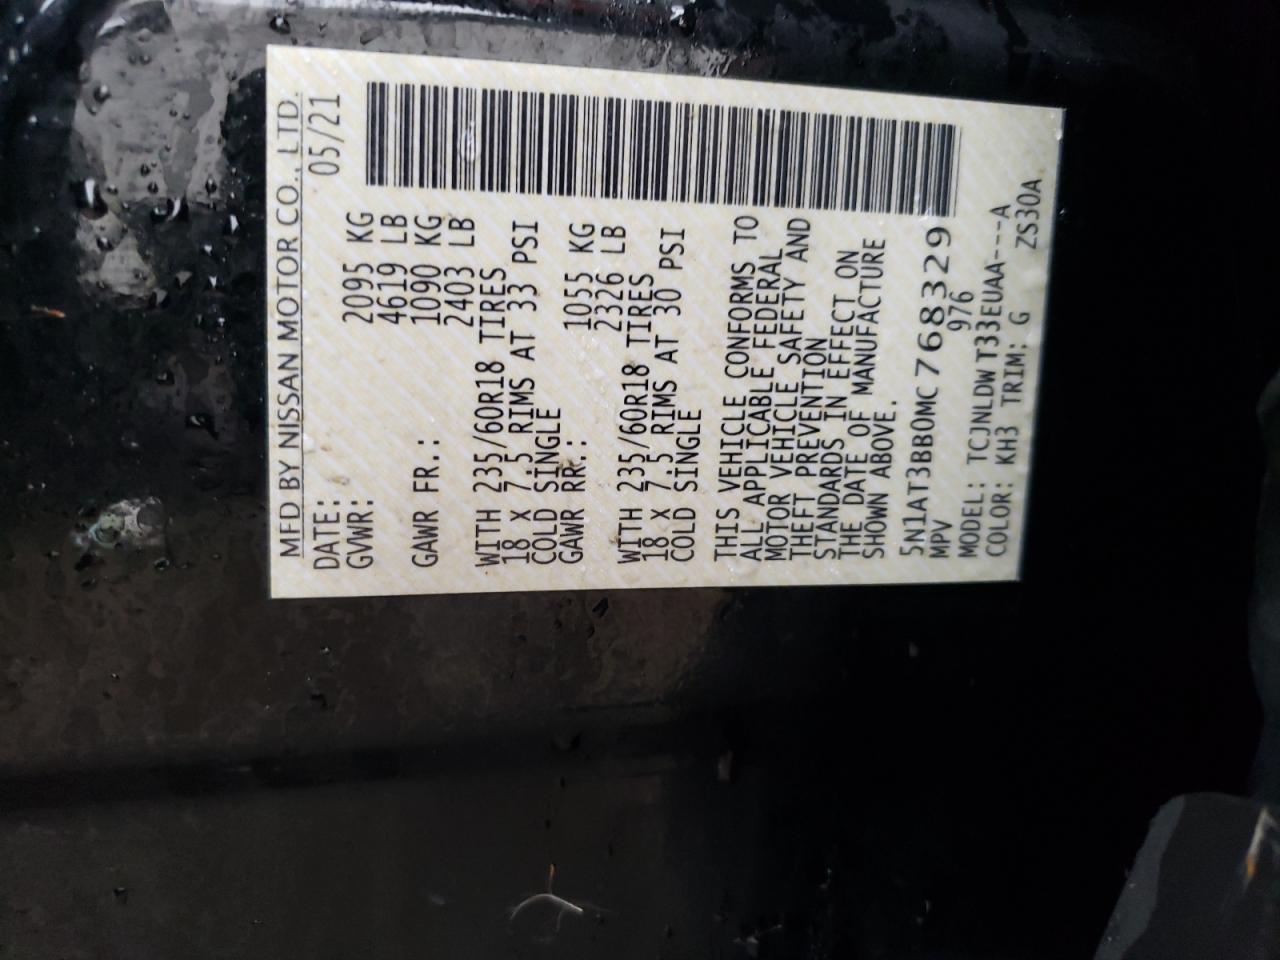 MFD BY NISSAN MOTOR CO., LTD.
DATE: 05/21
GVWR: 2095 KG
4619 LB
GAWR FR.: 1090 KG
2403 LB
WITH 235/60R18 TIRES
18 X 7.5 RIMS AT 33 PSI
COLD SINGLE
GAWR RR.: 1055 KG
2326 LB
WITH 235/60R18 TIRES
18 X 7.5 RIMS AT 30 PSI
COLD SINGLE
THIS VEHICLE CONFORMS TO
ALL APPLICABLE FEDERAL
MOTOR VEHICLE SAFETY AND
THEFT PREVENTION
STANDARDS IN EFFECT ON
THE DATE OF MANUFACTURE
SHOWN ABOVE.
5N1AT3BB0MC768329
MPV 976
MODEL: TCJNLDWT33EUAA---A
COLOR: KH3 TRIM: G ZS30A